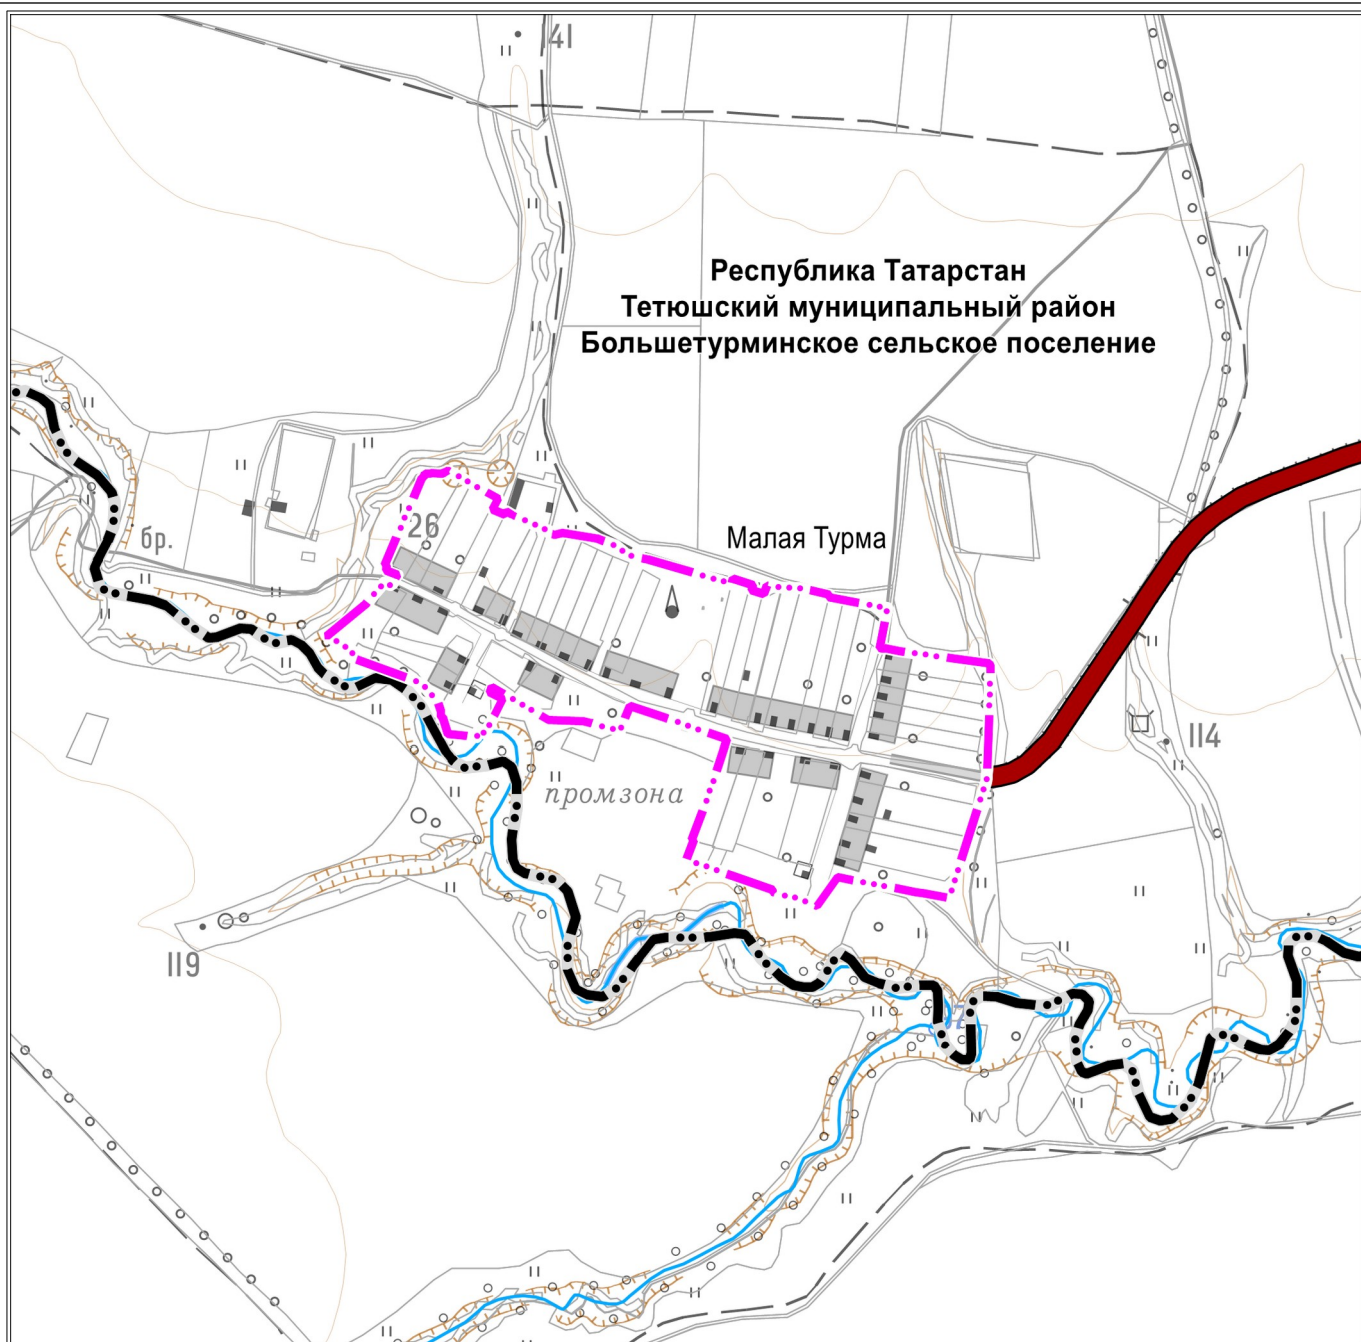 141
Республика Татарстан
Тетюшский муниципальный район
Большетурминское сельское поселение
26
Малая Турма
бр.
114
промзона
119